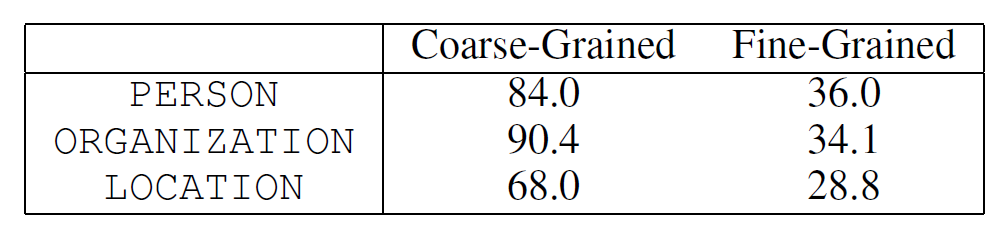 Coarse-Grained Fine-Grained
PERSON 84.0 36.0
ORGANIZATION 90.4 34.1
LOCATION 68.0 28.8